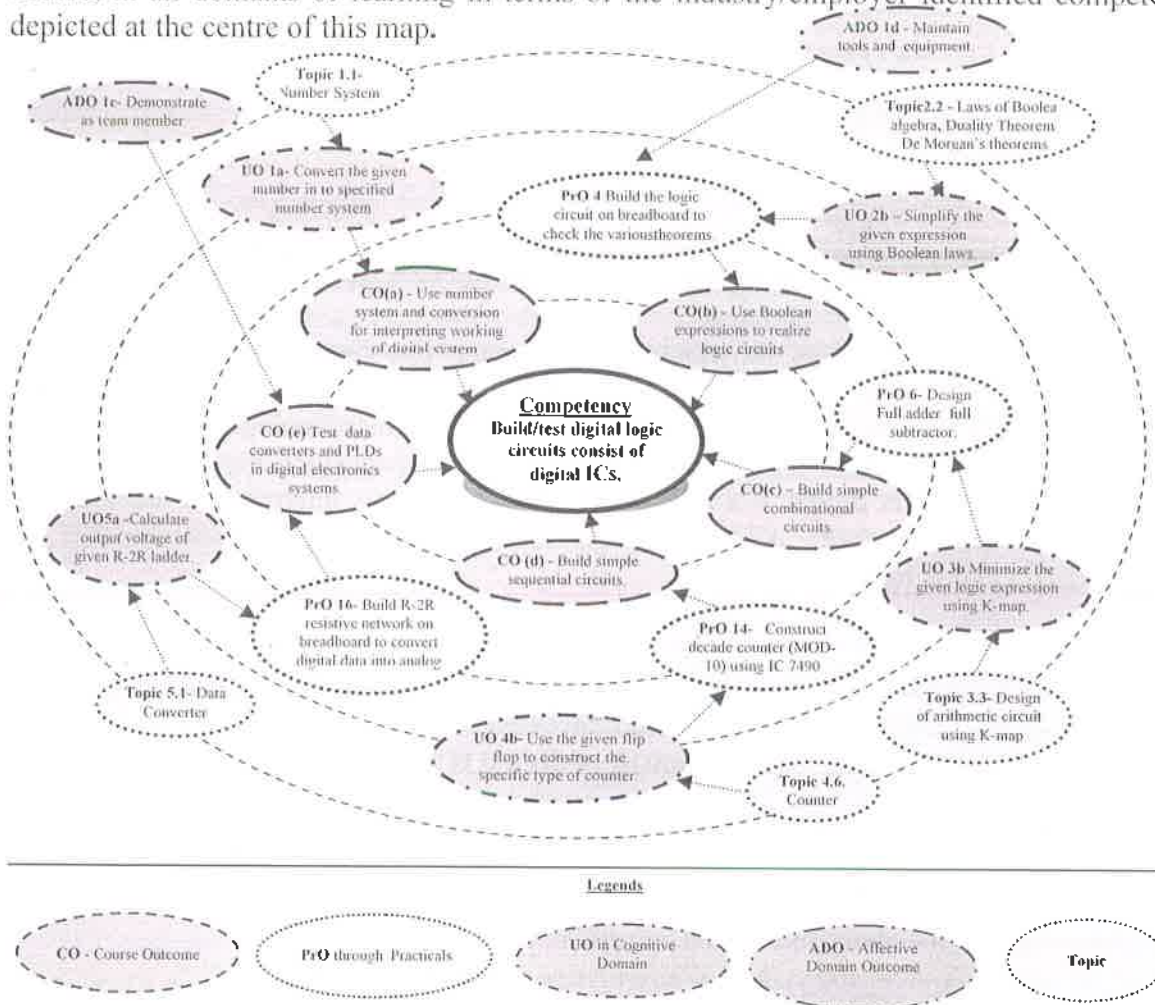 depicted at the centre of this map.
ADO 1d - Maintain
tools and equipment.
Topic 1.1-
Number System
ADO 1c- Demonstrate
as team member
Topic2.2 - Laws of Boolea
algebra, Duality Theorem
De Morgan's theorems
UO 1a- Convert the given
number in to specified
number system
PrO 4 Build the logic
circuit on breadboard to
check the varioustheorems
UO 2b – Simplify the
given expression
using Boolean laws.
CO(a) - Use number
system and conversion
for interpreting working
of digital system
CO(b) - Use Boolean
expressions to realize
logic circuits
PrO 6- Design
Full adder full
subtractor.
Competency
Build/test digital logic
circuits consist of
digital ICs.
CO (e) Test data
converters and PLDs
in digital electronics
systems.
CO(c) – Build simple
combinational
circuits.
UO5a -Calculate
output voltage of
given R-2R ladder.
CO (d) - Build simple
sequential circuits.
UO 3b Minimize the
given logic expression
using K-map.
PrO 16- Build R-2R
resistive network on
breadboard to convert
digital data into analog
PrO 14- Construct
decade counter (MOD-
10) using IC 7490
Topic 5.1- Data
Converter
Topic 3.3- Design
of arithmetic circuit
using K-map
UO 4b- Use the given flip
flop to construct the
specific type of counter.
Topic 4.6.
Counter
Legends
CO - Course Outcome
PrO through Practicals
UO in Cognitive
Domain
ADO - Affective
Domain Outcome
Topic